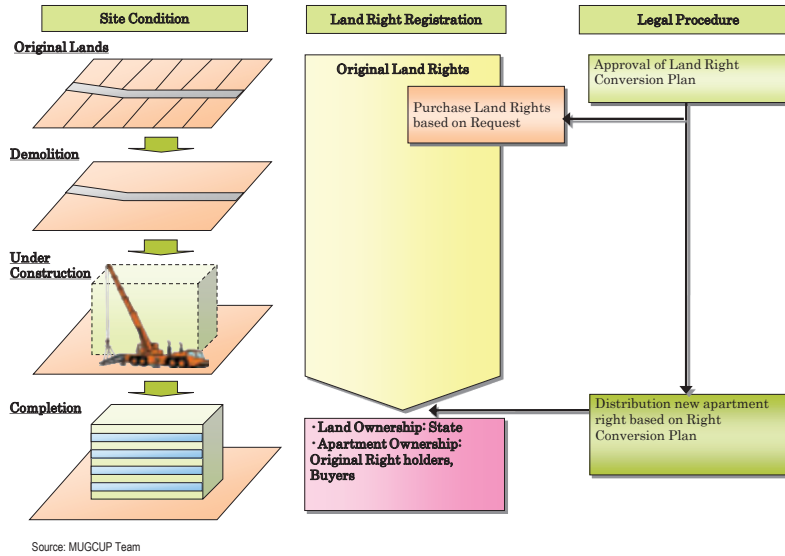 Site Condition
Land Right Registration
Legal Procedure
Original Lands
Demolition
Under
Construction
Completion
Original Land Rights
Purchase Land Rights
based on Request
· Land Ownership: State
· Apartment Ownership:
Original Right holders,
Buyers
Approval of Land Right
Conversion Plan
Distribution new apartment
right based on Right
Conversion Plan
Source: MUGCUP Team